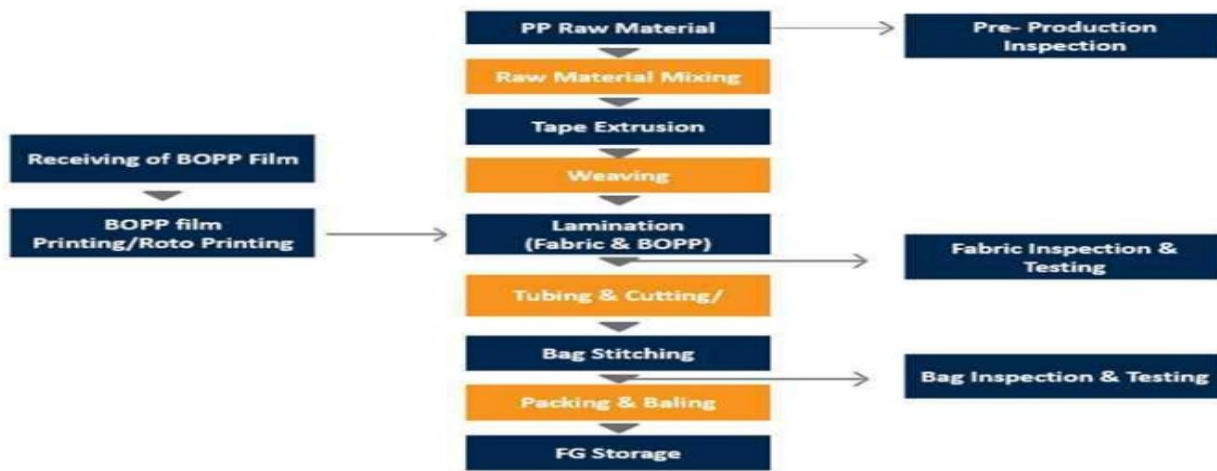 PP Raw Material
Pre- Production
Inspection
Raw Material Mixing
Tape Extrusion
Receiving of BOPP Film
Weaving
BOPP film
Printing/Roto Printing
Lamination
(Fabric & BOPP)
Fabric Inspection &
Testing
Tubing & Cutting/
Bag Stitching
Bag Inspection & Testing
Packing & Baling
FG Storage